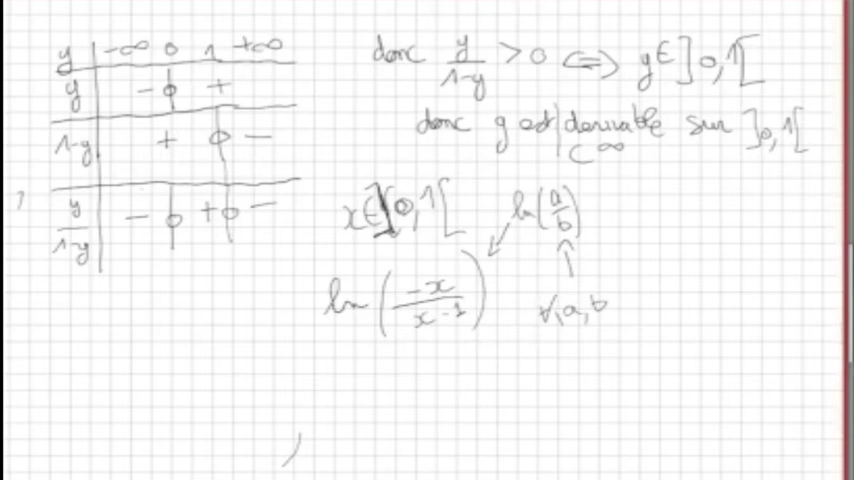 y | -∞ 0 1 +∞
y | - 0 +
1-y | + 0 -
y/(1-y) | - 0 + 0 -
donc y/(1-y) > 0 ⟺ y ∈ ]0,1[
donc g est dérivable sur ]0,1[
C^∞
x ∈ ]0,1[
ln(a/b)
ln(-x/(x-1))